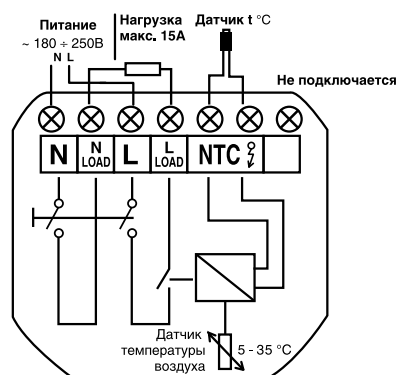 Питание
~ 180 ÷ 250В
N L
Нагрузка
макс. 15А
Датчик t °C
Не подключается
N
N
LOAD
L
L
LOAD
NTC
Датчик
температуры
воздуха
5 - 35 °C